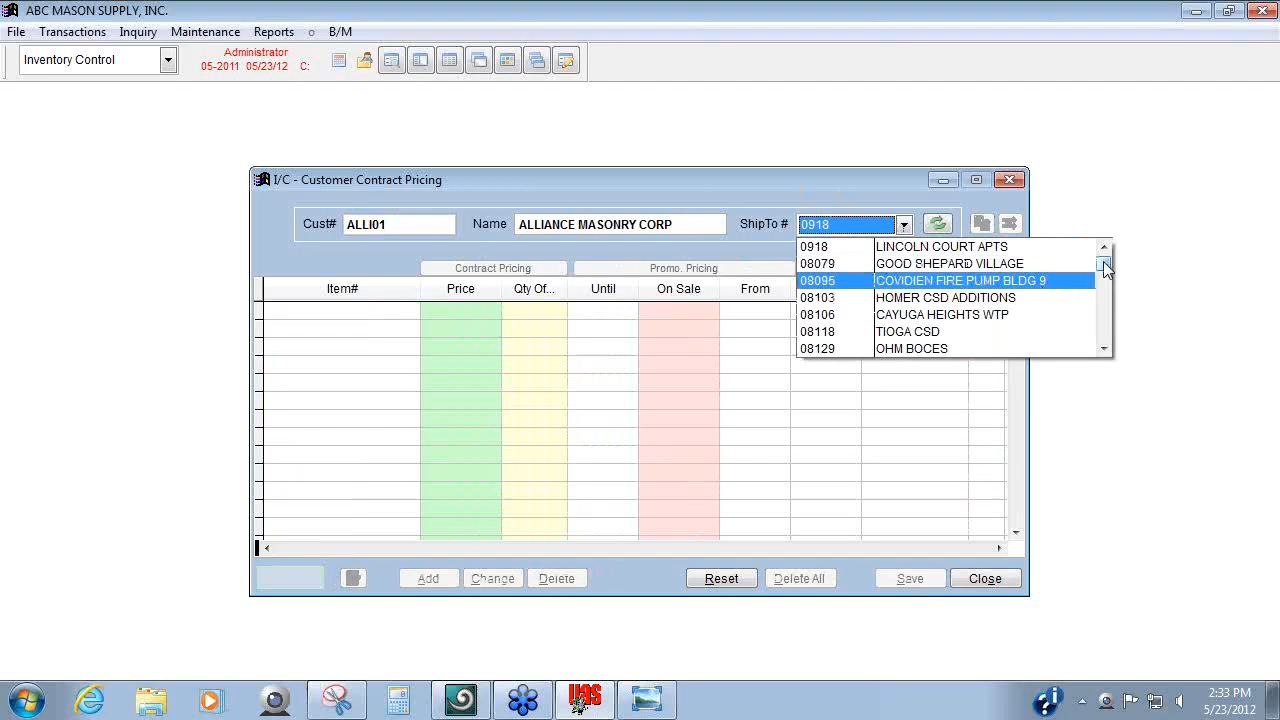 ABC MASON SUPPLY, INC.
File Transactions Inquiry Maintenance Reports o B/M
Inventory Control
Administrator
05-2011 05/23/12 C:
I/C - Customer Contract Pricing
Cust# ALLI01 Name ALLIANCE MASONRY CORP ShipTo # 0918
0918 LINCOLN COURT APTS
08079 GOOD SHEPARD VILLAGE
08095 COVIDIEN FIRE PUMP BLDG 9
08103 HOMER CSD ADDITIONS
08106 CAYUGA HEIGHTS WTP
08118 TIOGA CSD
08129 OHM BOCES
Contract Pricing Promo. Pricing
Item# Price Qty Of... Until On Sale From
Add Change Delete Reset Delete All Save Close
UCS
2:33 PM
5/23/2012